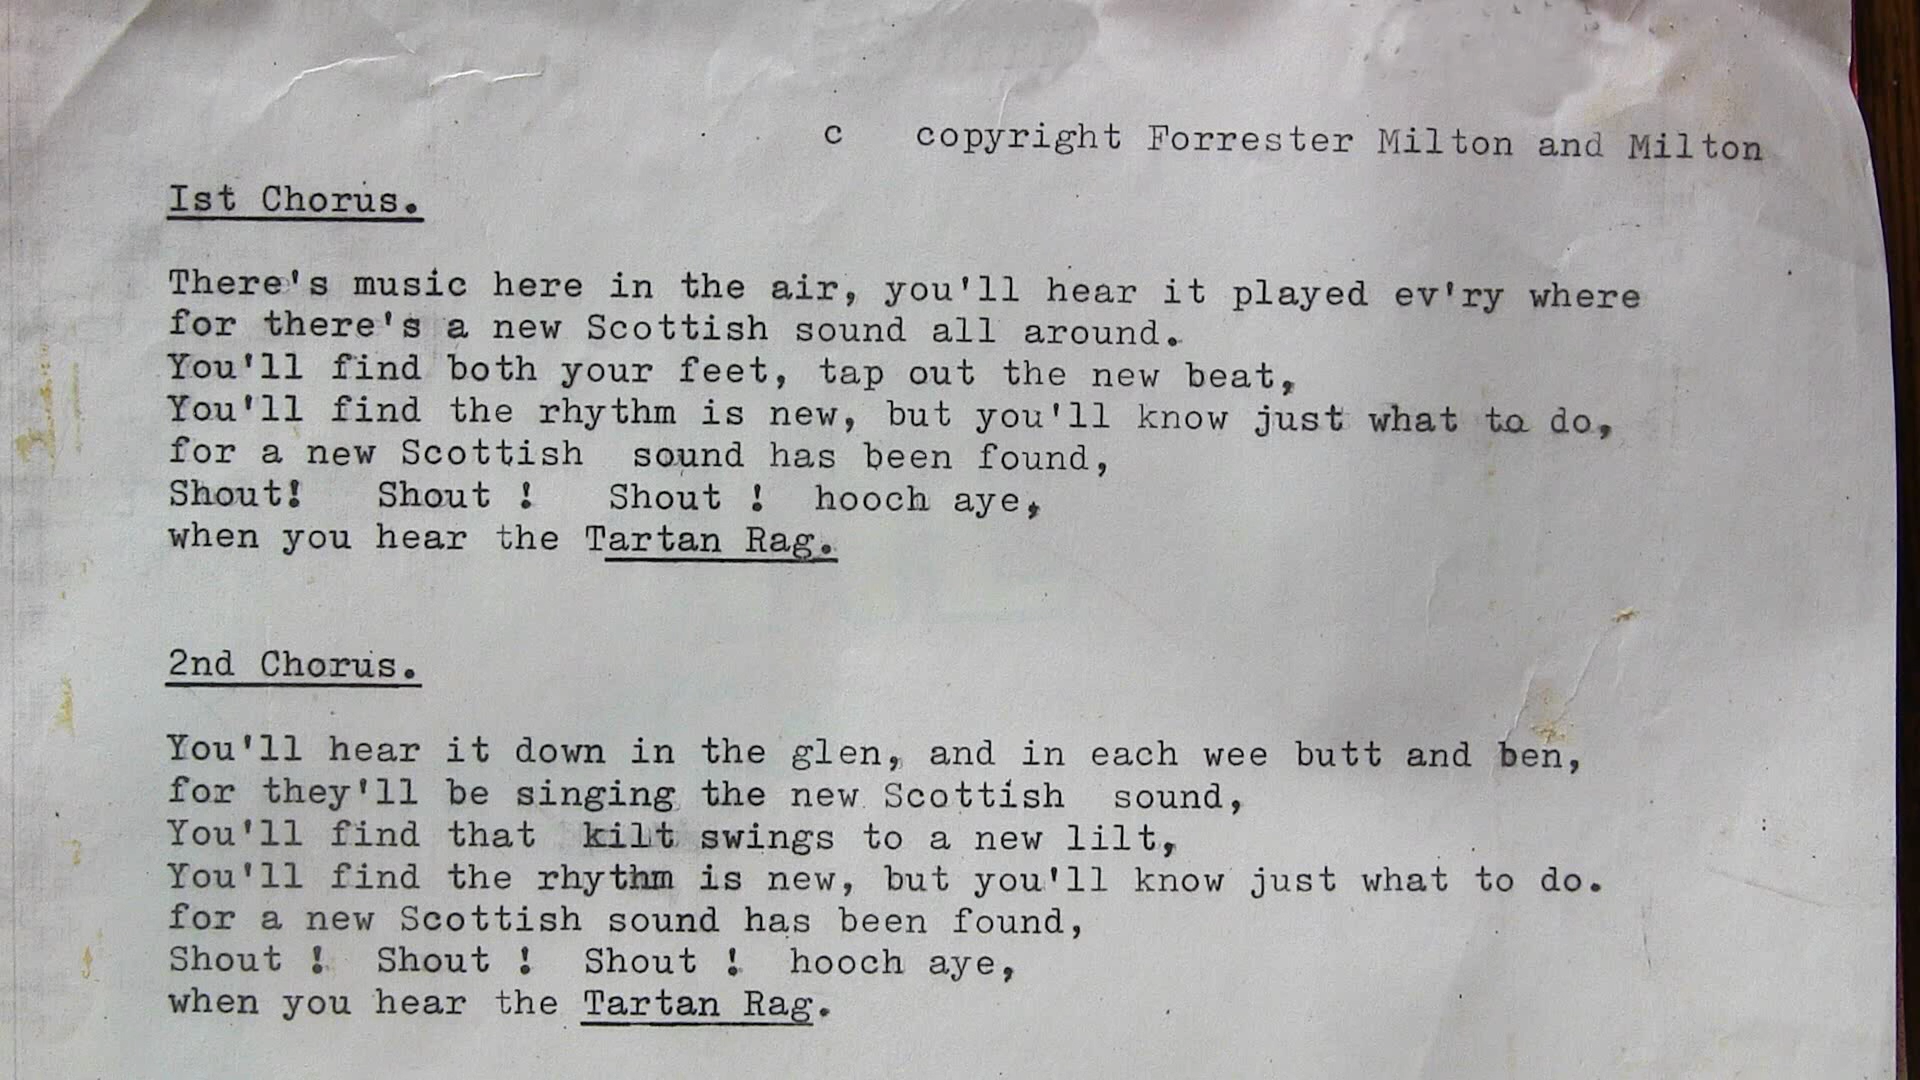 c copyright Forrester Milton and Milton
Ist Chorus.
There's music here in the air, you'll hear it played ev'ry where
for there's a new Scottish sound all around.
You'll find both your feet, tap out the new beat,
You'll find the rhythm is new, but you'll know just what to do,
for a new Scottish sound has been found,
Shout! Shout ! Shout ! hooch aye,
when you hear the Tartan Rag.
2nd Chorus.
You'll hear it down in the glen, and in each wee butt and ben,
for they'll be singing the new Scottish sound,
You'll find that kilt swings to a new lilt,
You'll find the rhythm is new, but you'll know just what to do.
for a new Scottish sound has been found,
Shout ! Shout ! Shout ! hooch aye,
when you hear the Tartan Rag.